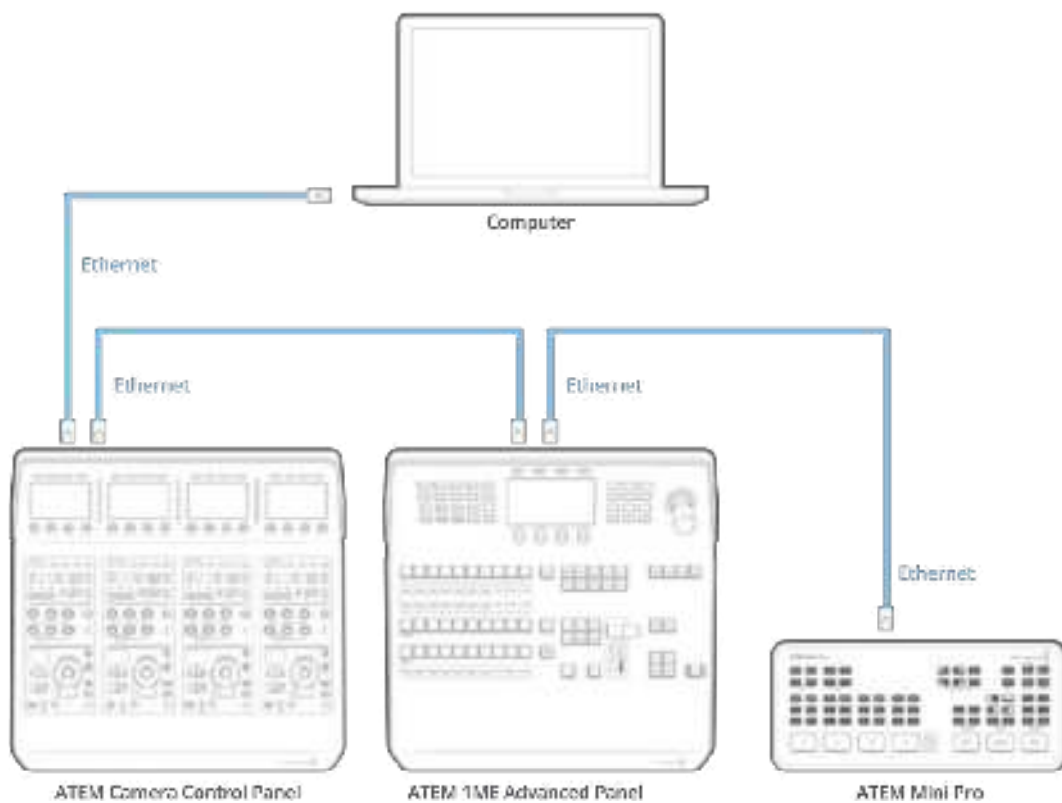 Computer
Ethernet
Ethernet
Ethernet
Ethernet
ATEM Camera Control Panel
ATEM 1ME Advanced Panel
ATEM Mini Pro